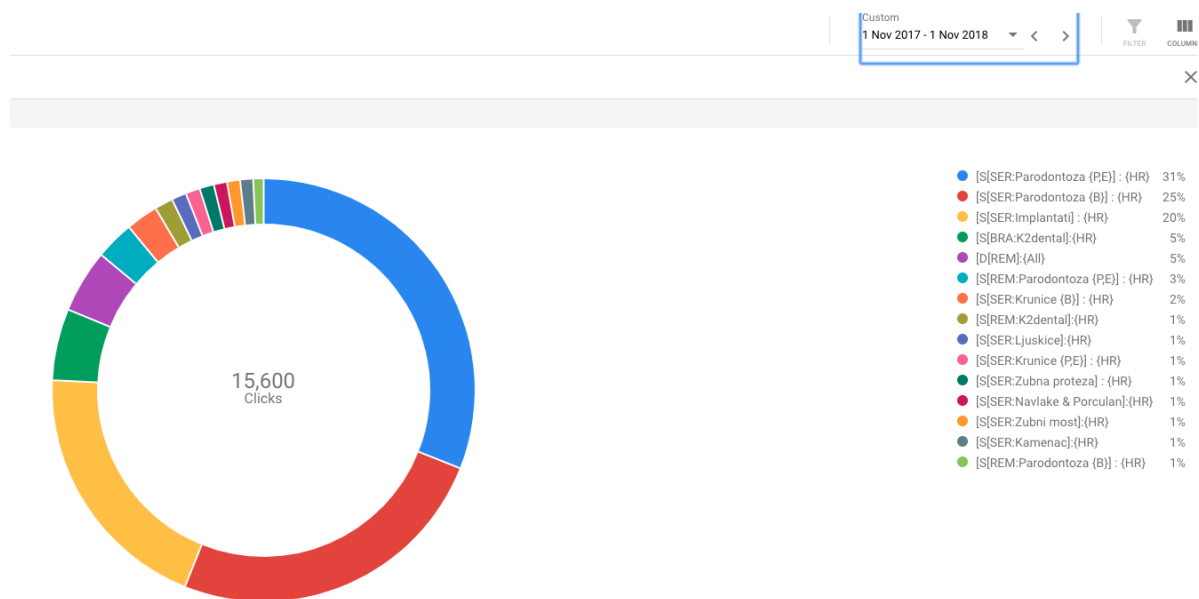 Custom
1 Nov 2017 - 1 Nov 2018
FILTER
COLUMN
[S[SER:Parodontoza {P,E}] : {HR} 31%
[S[SER:Parodontoza {B}] : {HR} 25%
[S[SER:Implantati] : {HR} 20%
[S[BRA:K2dental]:{HR} 5%
[D[REM]:{All} 5%
[S[REM:Parodontoza {P,E}] : {HR} 3%
[S[SER:Krunice {B}] : {HR} 2%
[S[REM:K2dental]:{HR} 1%
[S[SER:Ljuskice]:{HR} 1%
[S[SER:Krunice {P,E}] : {HR} 1%
[S[SER:Zubna proteza] : {HR} 1%
[S[SER:Navlake & Porculan]:{HR} 1%
[S[SER:Zubni most]:{HR} 1%
[S[SER:Kamenac]:{HR} 1%
[S[REM:Parodontoza {B}] : {HR} 1%
15,600
Clicks